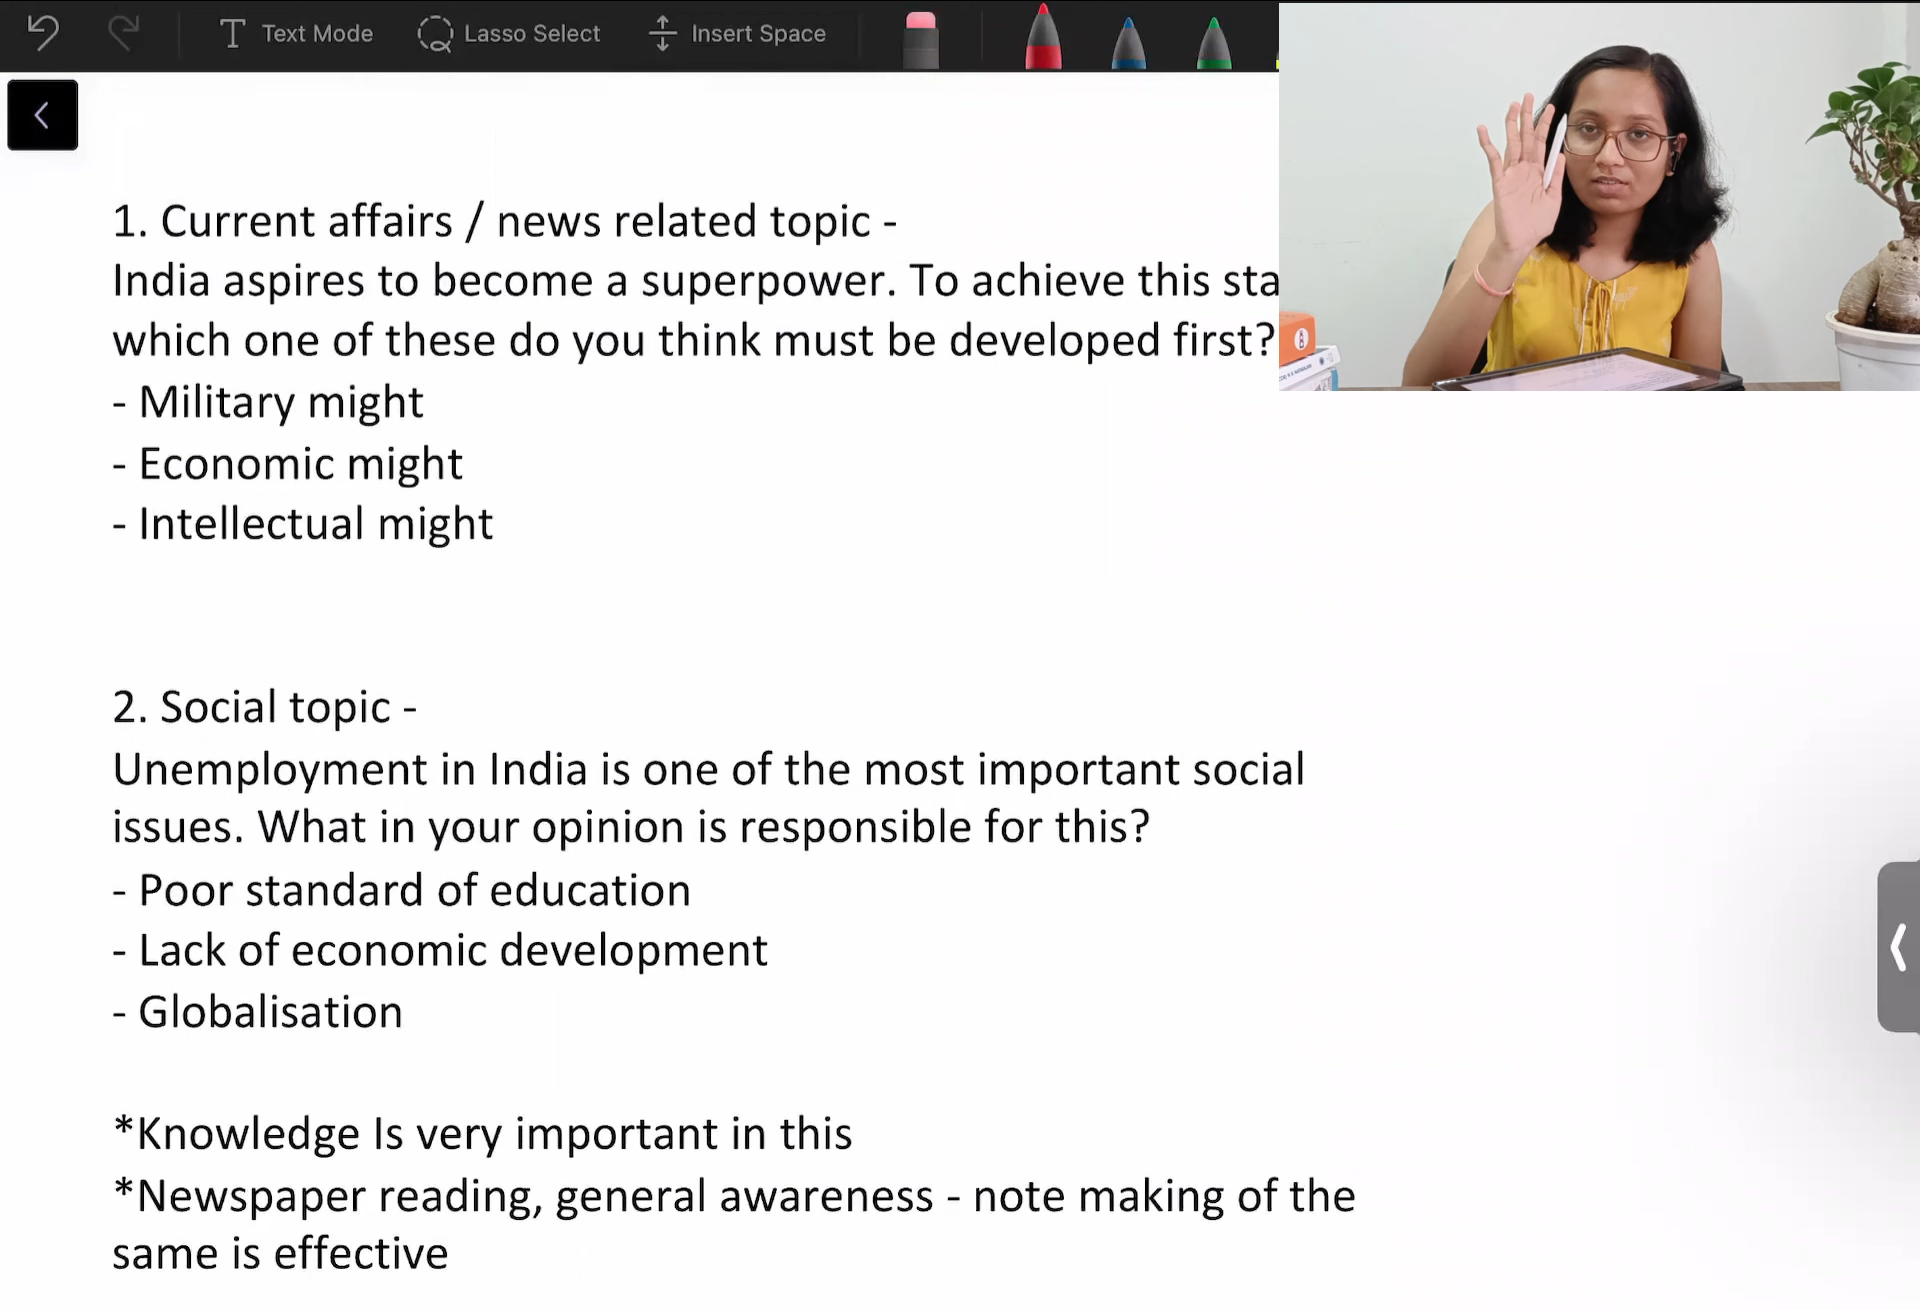 Text Mode
Lasso Select
Insert Space
1. Current affairs / news related topic -
India aspires to become a superpower. To achieve this sta
which one of these do you think must be developed first?
- Military might
- Economic might
- Intellectual might
2. Social topic -
Unemployment in India is one of the most important social
issues. What in your opinion is responsible for this?
- Poor standard of education
- Lack of economic development
- Globalisation
*Knowledge Is very important in this
*Newspaper reading, general awareness - note making of the
same is effective